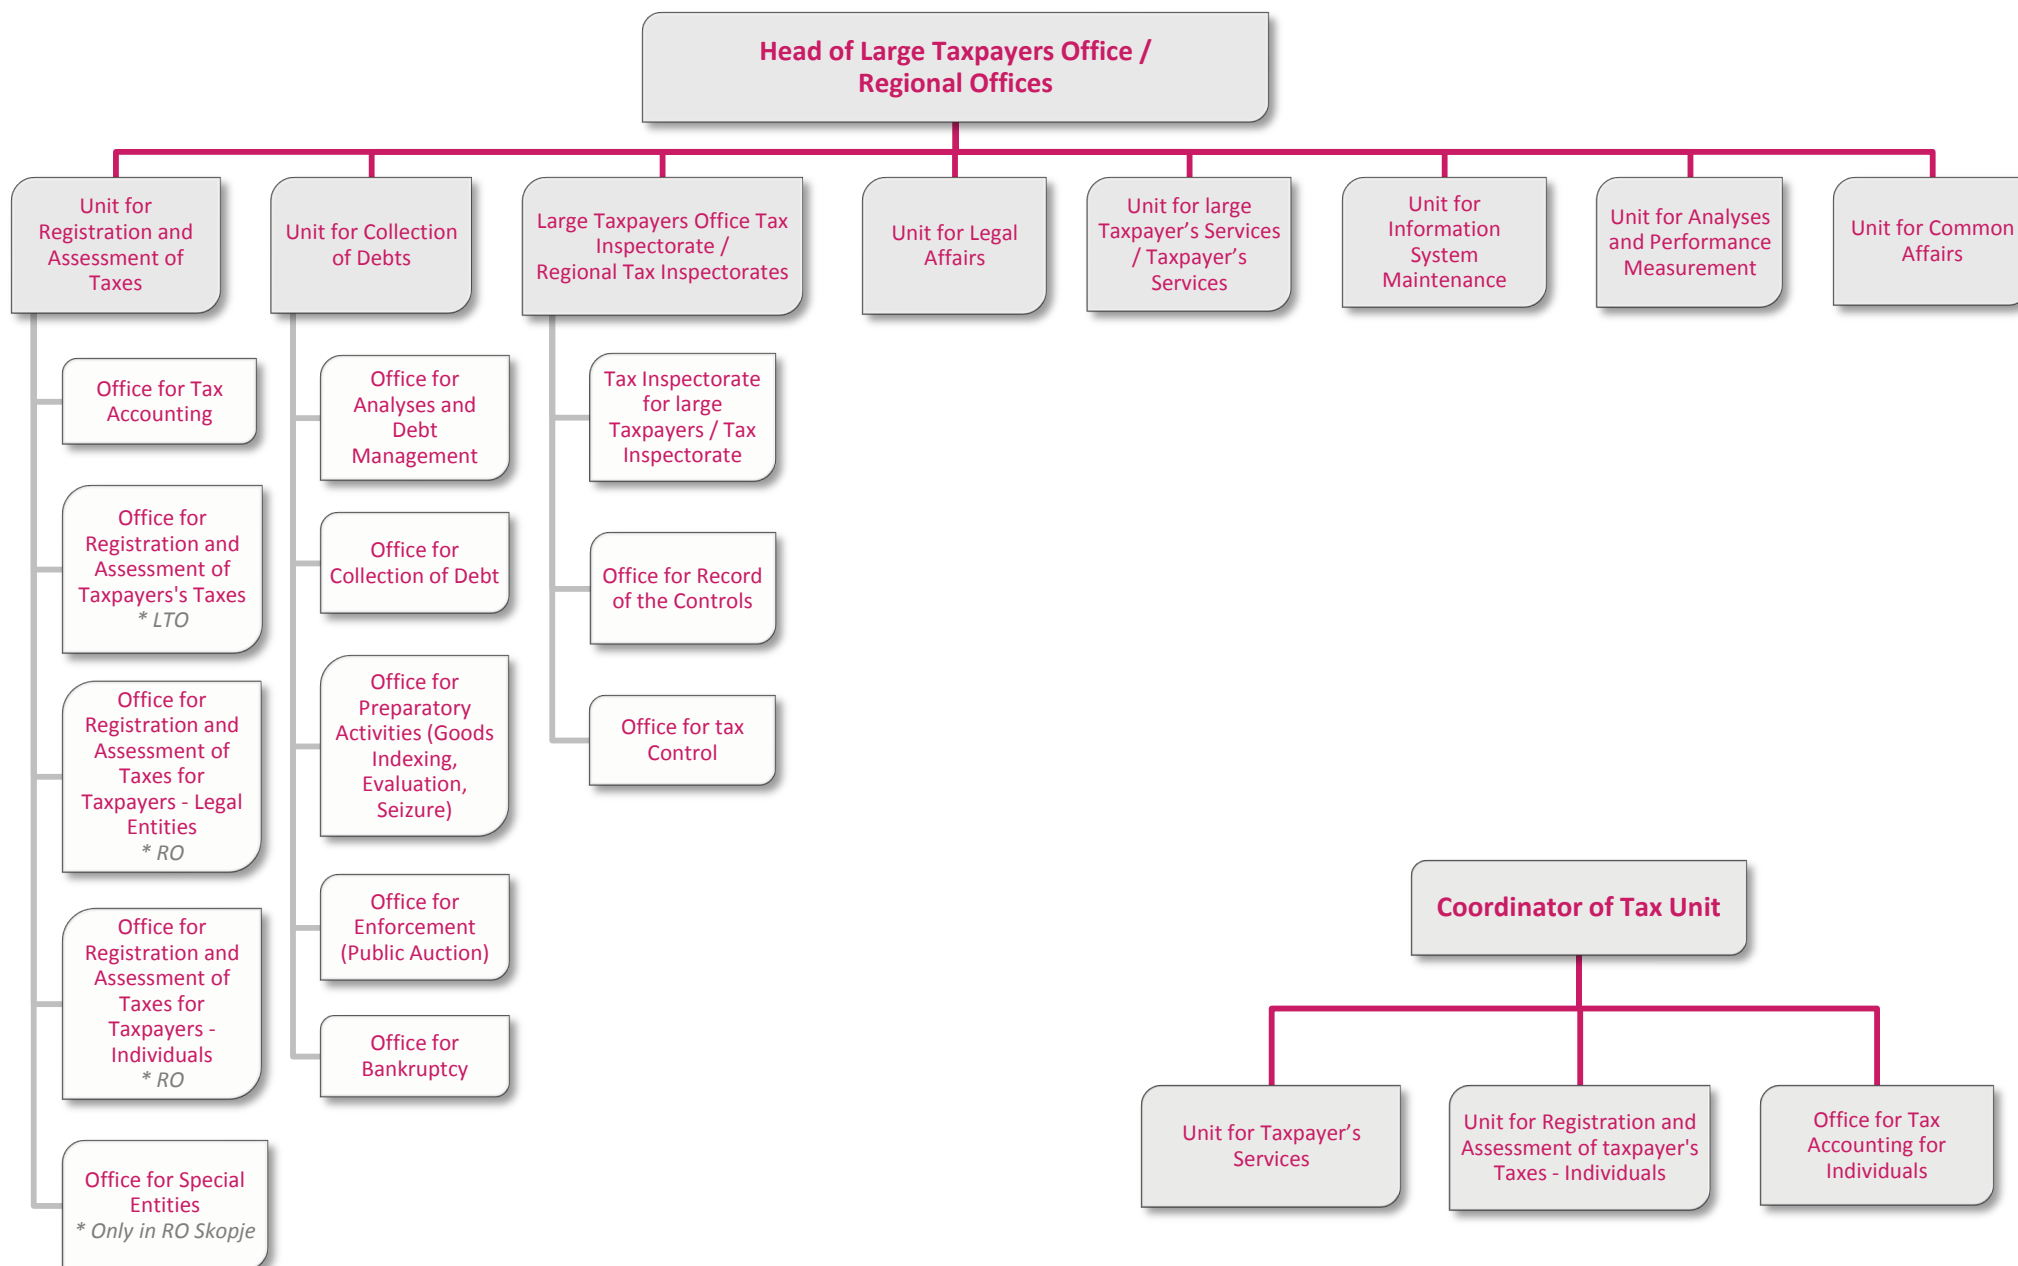 Head of Large Taxpayers Office /
Regional Offices
Unit for
Registration and
Assessment of
Taxes
Unit for Collection
of Debts
Large Taxpayers Office Tax
Inspectorate /
Regional Tax Inspectorates
Unit for Legal
Affairs
Unit for large
Taxpayer’s Services
/ Taxpayer’s
Services
Unit for
Information
System
Maintenance
Unit for Analyses
and Performance
Measurement
Unit for Common
Affairs
Office for Tax
Accounting
Office for
Registration and
Assessment of
Taxpayers's Taxes
* LTO
Office for
Registration and
Assessment of
Taxes for
Taxpayers - Legal
Entities
* RO
Office for
Registration and
Assessment of
Taxes for
Taxpayers -
Individuals
* RO
Office for Special
Entities
* Only in RO Skopje
Office for
Analyses and
Debt
Management
Office for
Collection of Debt
Office for
Preparatory
Activities (Goods
Indexing,
Evaluation,
Seizure)
Office for
Enforcement
(Public Auction)
Office for
Bankruptcy
Tax Inspectorate
for large
Taxpayers / Tax
Inspectorate
Office for Record
of the Controls
Office for tax
Control
Coordinator of Tax Unit
Unit for Taxpayer’s
Services
Unit for Registration and
Assessment of taxpayer's
Taxes - Individuals
Office for Tax
Accounting for
Individuals